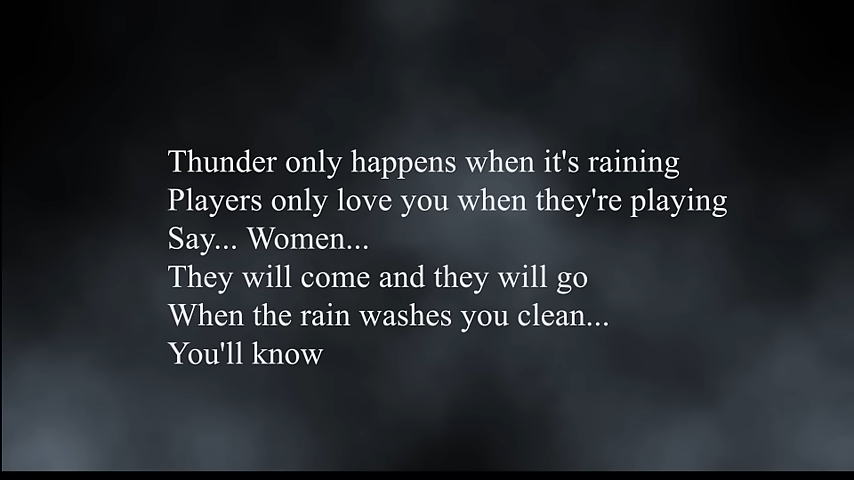 Thunder only happens when it's raining
Players only love you when they're playing
Say... Women...
They will come and they will go
When the rain washes you clean...
You'll know